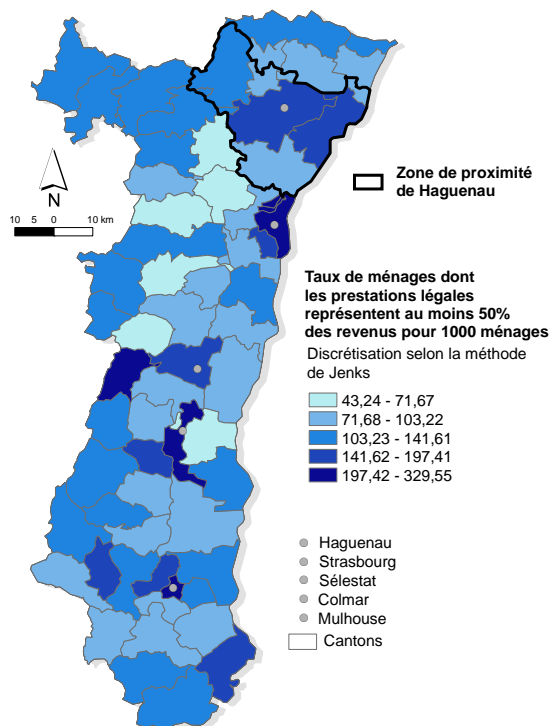 Zone de proximité
de Haguenau
N
10 5 0 10 km
Taux de ménages dont
les prestations légales
représentent au moins 50%
des revenus pour 1000 ménages
Discrétisation selon la méthode
de Jenks
43,24 - 71,67
71,68 - 103,22
103,23 - 141,61
141,62 - 197,41
197,42 - 329,55
Haguenau
Strasbourg
Sélestat
Colmar
Mulhouse
Cantons